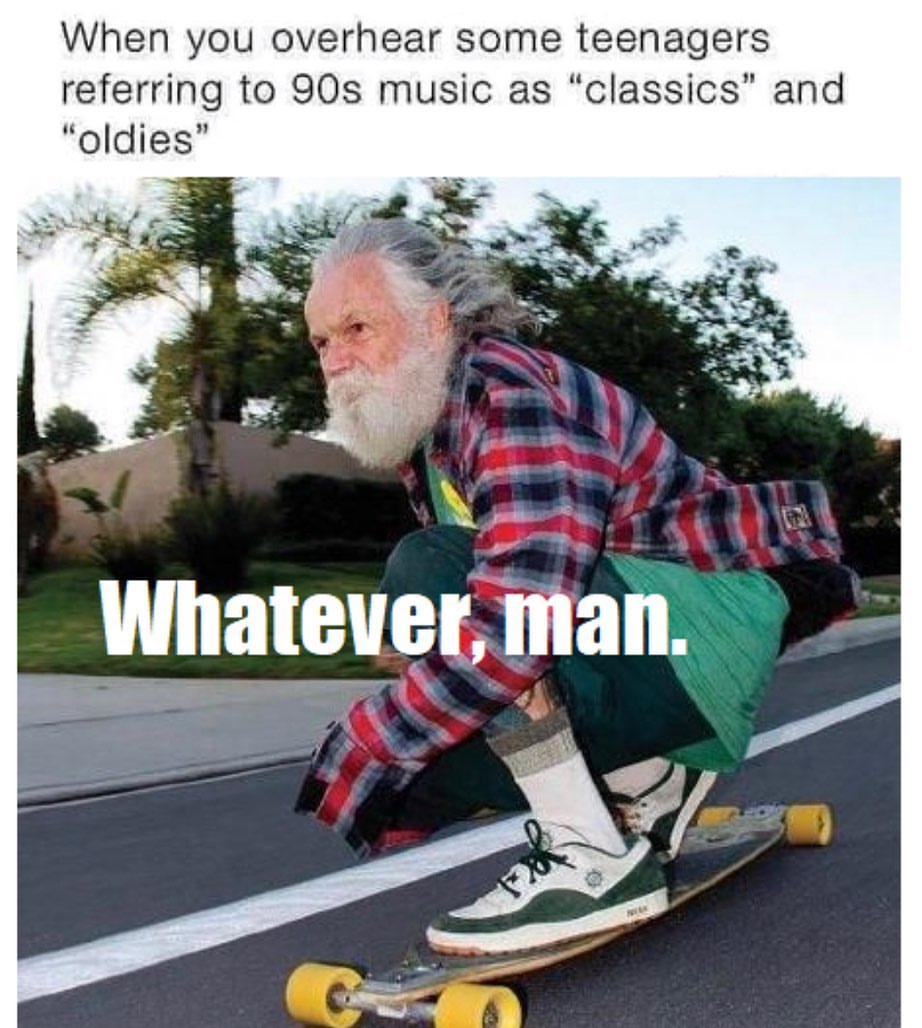 When you overhear some teenagers
referring to 90s music as “classics” and
“oldies”
Whatever, man.